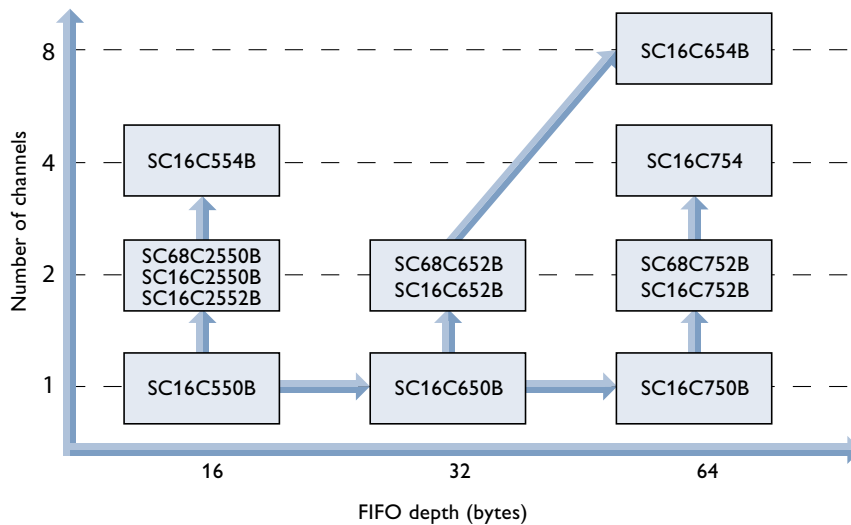 Number of channels
8
SC16C654B
4
SC16C554B
SC16C754
2
SC68C2550B
SC16C2550B
SC16C2552B
SC68C652B
SC16C652B
SC68C752B
SC16C752B
1
SC16C550B
SC16C650B
SC16C750B
16
32
64
FIFO depth (bytes)